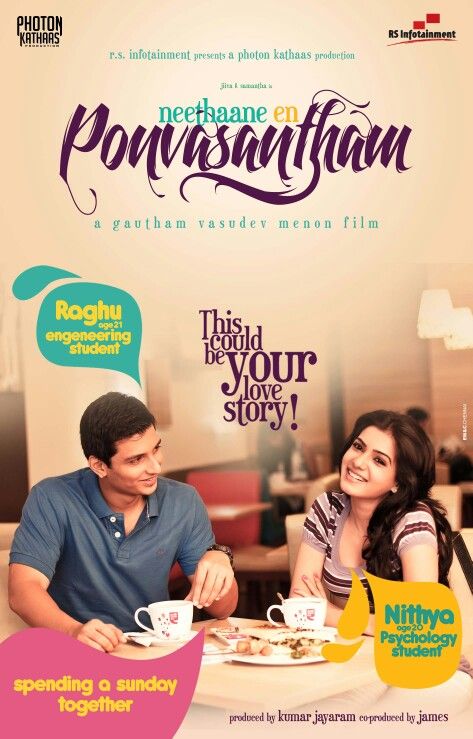 PHOTON
KATHAAS
PRODUCTION
RS Infotainment
r.s. infotainment presents a photon kathaas production
jiiva & samantha in
neethaane en
Ponvasantham
a gautham vasudev menon film
Raghu
age 21
engeneering
student
This
could
be your
love
story!
Nithya
age 20
Psychology
student
spending a sunday
together
produced by kumar jayaram co-produced by james